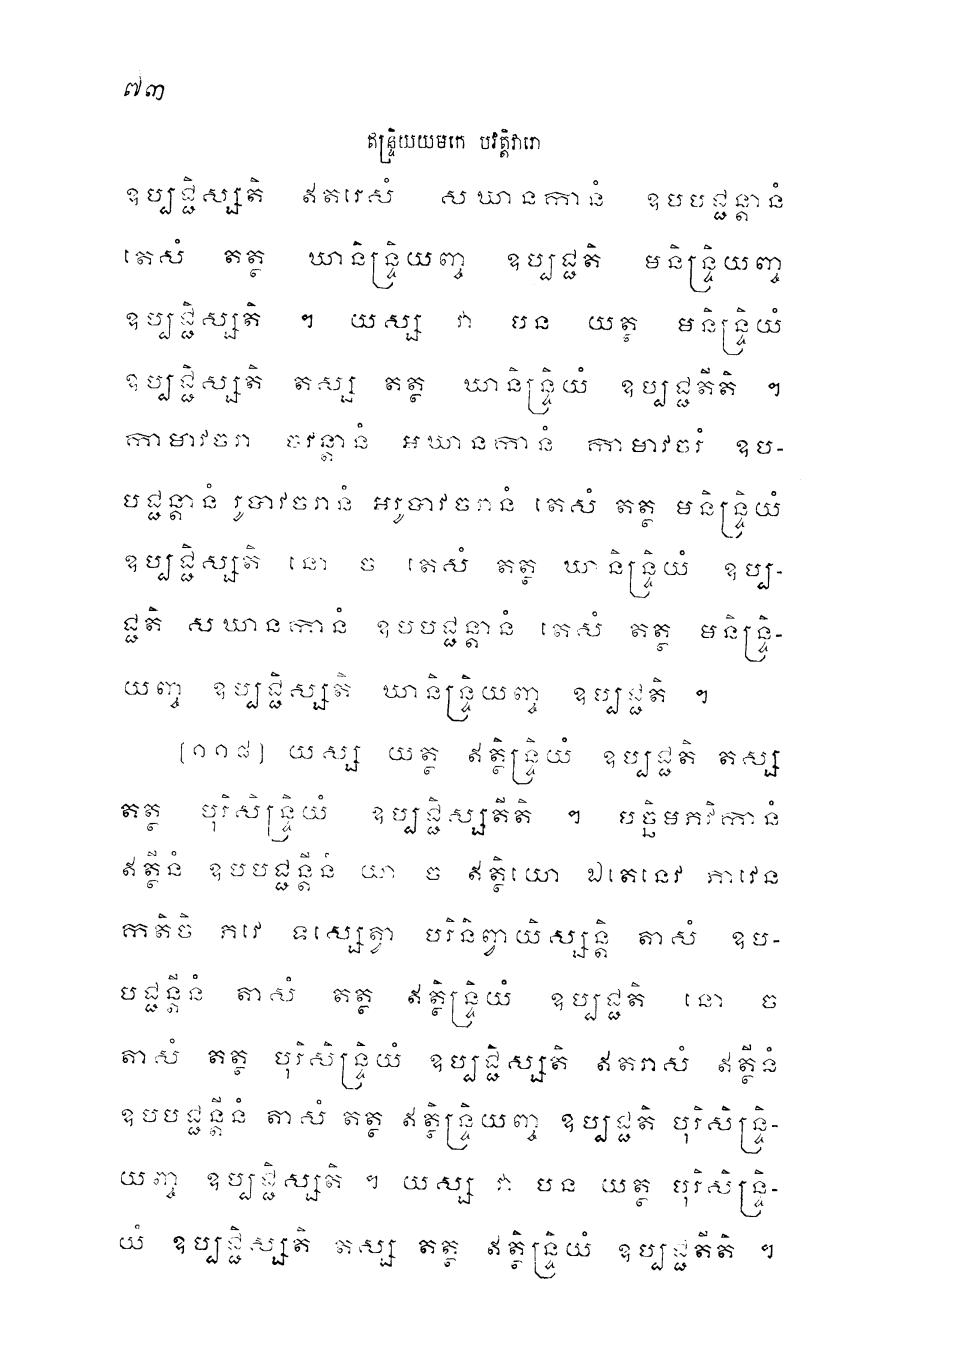 ៧៣
ឥន្ទ្រិយយមកេ បវត្តិវារោ
ឧប្បជ្ជិស្សតិ ឥតរេសំ សឃានកានំ ឧបបជ្ជន្តានំ
តេសំ តត្ថ ឃានិន្ទ្រិយញ្ច ឧប្បជ្ជតិ មនិន្ទ្រិយញ្ច
ឧប្បជ្ជិស្សតិ ។ យស្ស វា បន យត្ថ មនិន្ទ្រិយំ
ឧប្បជ្ជិស្សតិ តស្ស តត្ថ ឃានិន្ទ្រិយំ ឧប្បជ្ជតីតិ ។
កាមាវចរា ចវន្តានំ អឃានកានំ កាមាវចរំ ឧប-
បជ្ជន្តានំ រូបាវចរានំ អរូបាវចរានំ តេសំ តត្ថ មនិន្ទ្រិយំ
ឧប្បជ្ជិស្សតិ នោ ច តេសំ តត្ថ ឃានិន្ទ្រិយំ ឧប្ប-
ជ្ជតិ សឃានកានំ ឧបបជ្ជន្តានំ តេសំ តត្ថ មនិន្ទ្រិ-
យញ្ច ឧប្បជ្ជិស្សតិ ឃានិន្ទ្រិយញ្ច ឧប្បជ្ជតិ ។
[១១៨] យស្ស យត្ថ ឥត្ថិន្ទ្រិយំ ឧប្បជ្ជតិ តស្ស
តត្ថ បុរិសិន្ទ្រិយំ ឧប្បជ្ជិស្សតីតិ ។ បច្ឆិមភវិកានំ
ឥត្ថីនំ ឧបបជ្ជន្តីនំ យា ច ឥត្ថិយោ ឯតេនេវ ភាវេន
កតិចិ ភវេ ទស្សេត្វា បរិនិព្វាយិស្សន្តិ តាសំ ឧប-
បជ្ជន្តីនំ តាសំ តត្ថ ឥត្ថិន្ទ្រិយំ ឧប្បជ្ជតិ នោ ច
តាសំ តត្ថ បុរិសិន្ទ្រិយំ ឧប្បជ្ជិស្សតិ ឥតរាសំ ឥត្ថីនំ
ឧបបជ្ជន្តីនំ តាសំ តត្ថ ឥត្ថិន្ទ្រិយញ្ច ឧប្បជ្ជតិ បុរិសិន្ទ្រិ-
យញ្ច ឧប្បជ្ជិស្សតិ ។ យស្ស វា បន យត្ថ បុរិសិន្ទ្រិ-
យំ ឧប្បជ្ជិស្សតិ តស្ស តត្ថ ឥត្ថិន្ទ្រិយំ ឧប្បជ្ជតីតិ ។